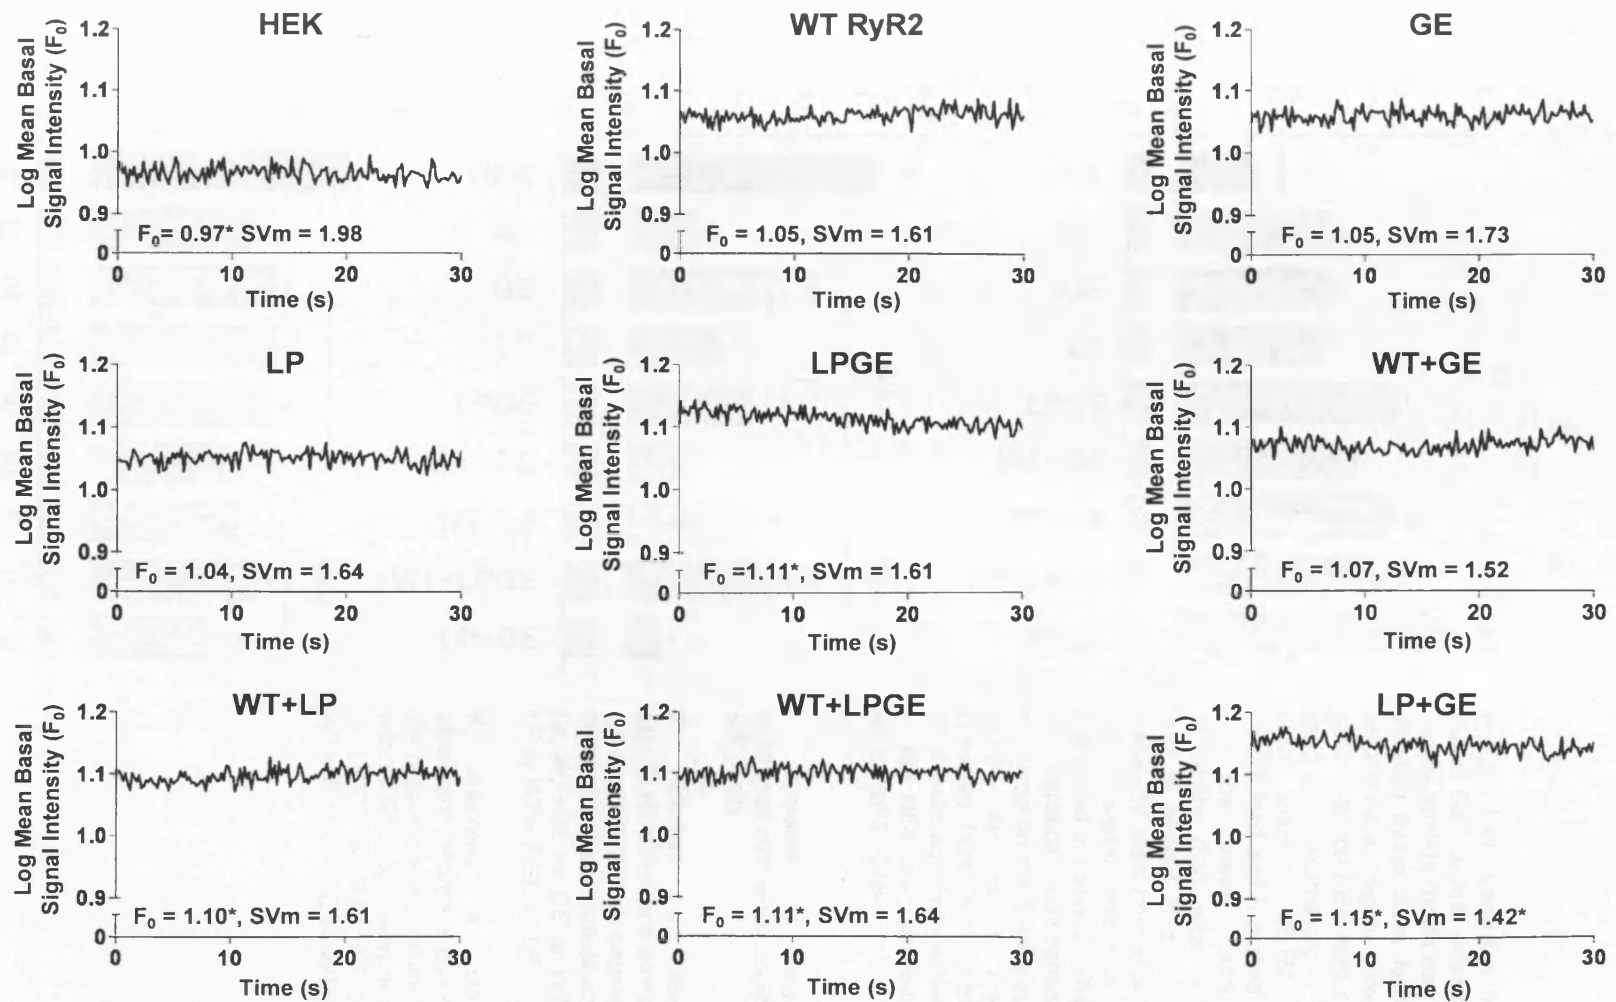 HEK
Log Mean Basal
Signal Intensity (F0)
1.2
1.1
1.0
0.9
0
F0= 0.97* SVm = 1.98
0 10 20 30
Time (s)
WT RyR2
Log Mean Basal
Signal Intensity (F0)
1.2
1.1
1.0
0.9
0
F0 = 1.05, SVm = 1.61
0 10 20 30
Time (s)
GE
Log Mean Basal
Signal Intensity (F0)
1.2
1.1
1.0
0.9
0
F0 = 1.05, SVm = 1.73
0 10 20 30
Time (s)
LP
Log Mean Basal
Signal Intensity (F0)
1.2
1.1
1.0
0.9
0
F0 = 1.04, SVm = 1.64
0 10 20 30
Time (s)
LPGE
Log Mean Basal
Signal Intensity (F0)
1.2
1.1
1.0
0.9
0
F0 =1.11*, SVm = 1.61
0 10 20 30
Time (s)
WT+GE
Log Mean Basal
Signal Intensity (F0)
1.2
1.1
1.0
0.9
0
F0 = 1.07, SVm = 1.52
0 10 20 30
Time (s)
WT+LP
Log Mean Basal
Signal Intensity (F0)
1.2
1.1
1.0
0.9
0
F0 = 1.10*, SVm = 1.61
0 10 20 30
Time (s)
WT+LPGE
Log Mean Basal
Signal Intensity (F0)
1.2
1.1
1.0
0.9
0
F0 = 1.11*, SVm = 1.64
0 10 20 30
Time (s)
LP+GE
Log Mean Basal
Signal Intensity (F0)
1.2
1.1
1.0
0.9
0
F0 = 1.15*, SVm = 1.42*
0 10 20 30
Time (s)